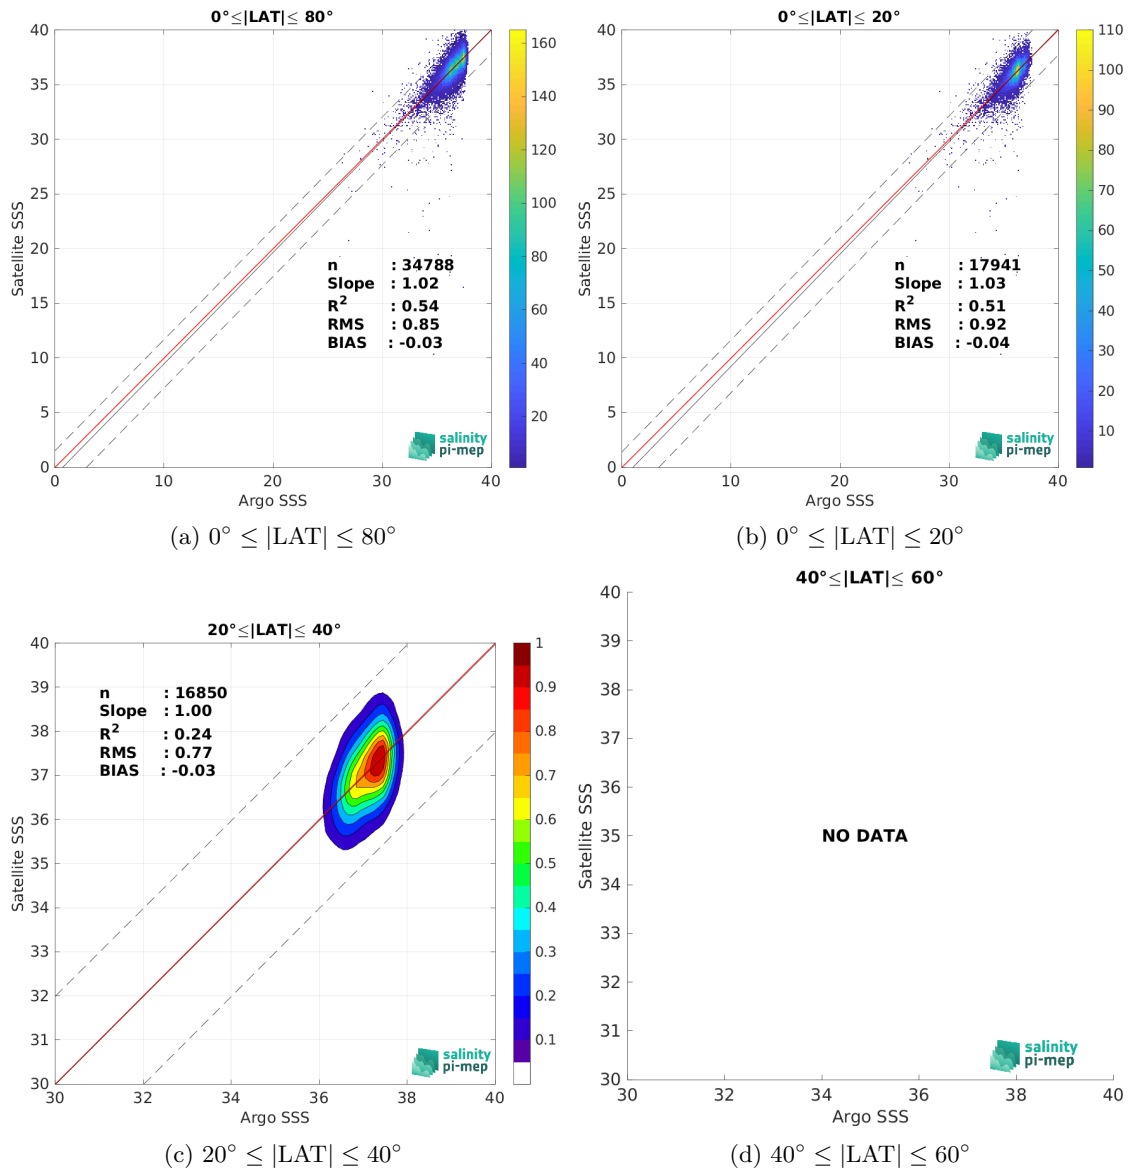 0°≤|LAT|≤ 80°
40
35
30
25
20
15
10
5
0
Satellite SSS
0
10
20
30
40
Argo SSS
160
140
120
100
80
60
40
20
n : 34788
Slope : 1.02
R² : 0.54
RMS : 0.85
BIAS : -0.03
salinity
pi-mep
(a) 0° ≤ |LAT| ≤ 80°
0°≤|LAT|≤ 20°
40
35
30
25
20
15
10
5
0
Satellite SSS
0
10
20
30
40
Argo SSS
110
100
90
80
70
60
50
40
30
20
10
n : 17941
Slope : 1.03
R² : 0.51
RMS : 0.92
BIAS : -0.04
salinity
pi-mep
(b) 0° ≤ |LAT| ≤ 20°
20°≤|LAT|≤ 40°
40
39
38
37
36
35
34
33
32
31
30
Satellite SSS
30
32
34
36
38
40
Argo SSS
1
0.9
0.8
0.7
0.6
0.5
0.4
0.3
0.2
0.1
n : 16850
Slope : 1.00
R² : 0.24
RMS : 0.77
BIAS : -0.03
salinity
pi-mep
(c) 20° ≤ |LAT| ≤ 40°
40°≤|LAT|≤ 60°
40
39
38
37
36
35
34
33
32
31
30
Satellite SSS
30
32
34
36
38
40
Argo SSS
NO DATA
salinity
pi-mep
(d) 40° ≤ |LAT| ≤ 60°